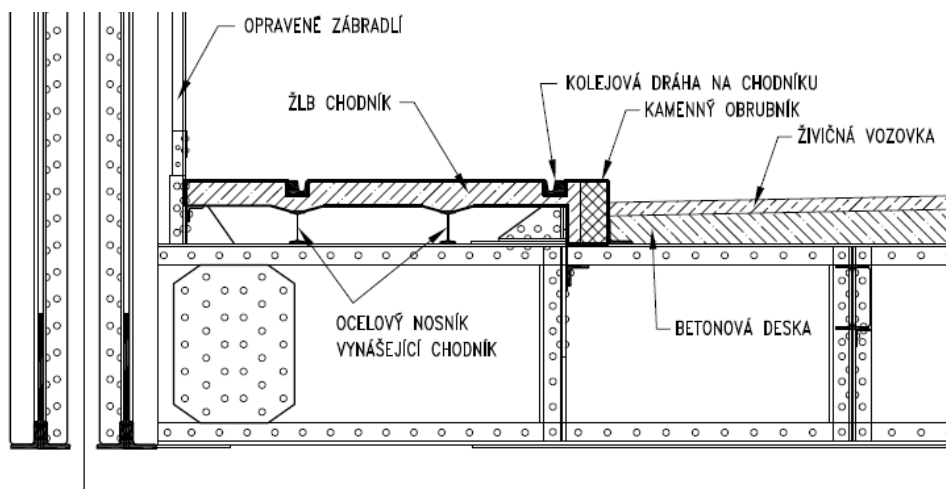 OPRAVENÉ ZÁBRADLÍ
KOLEJOVÁ DRÁHA NA CHODNÍKU
ŽLB CHODNÍK
KAMENNÝ OBRUBNÍK
ŽIVIČNÁ VOZOVKA
OCELOVÝ NOSNÍK
VYNÁŠEJÍCÍ CHODNÍK
BETONOVÁ DESKA